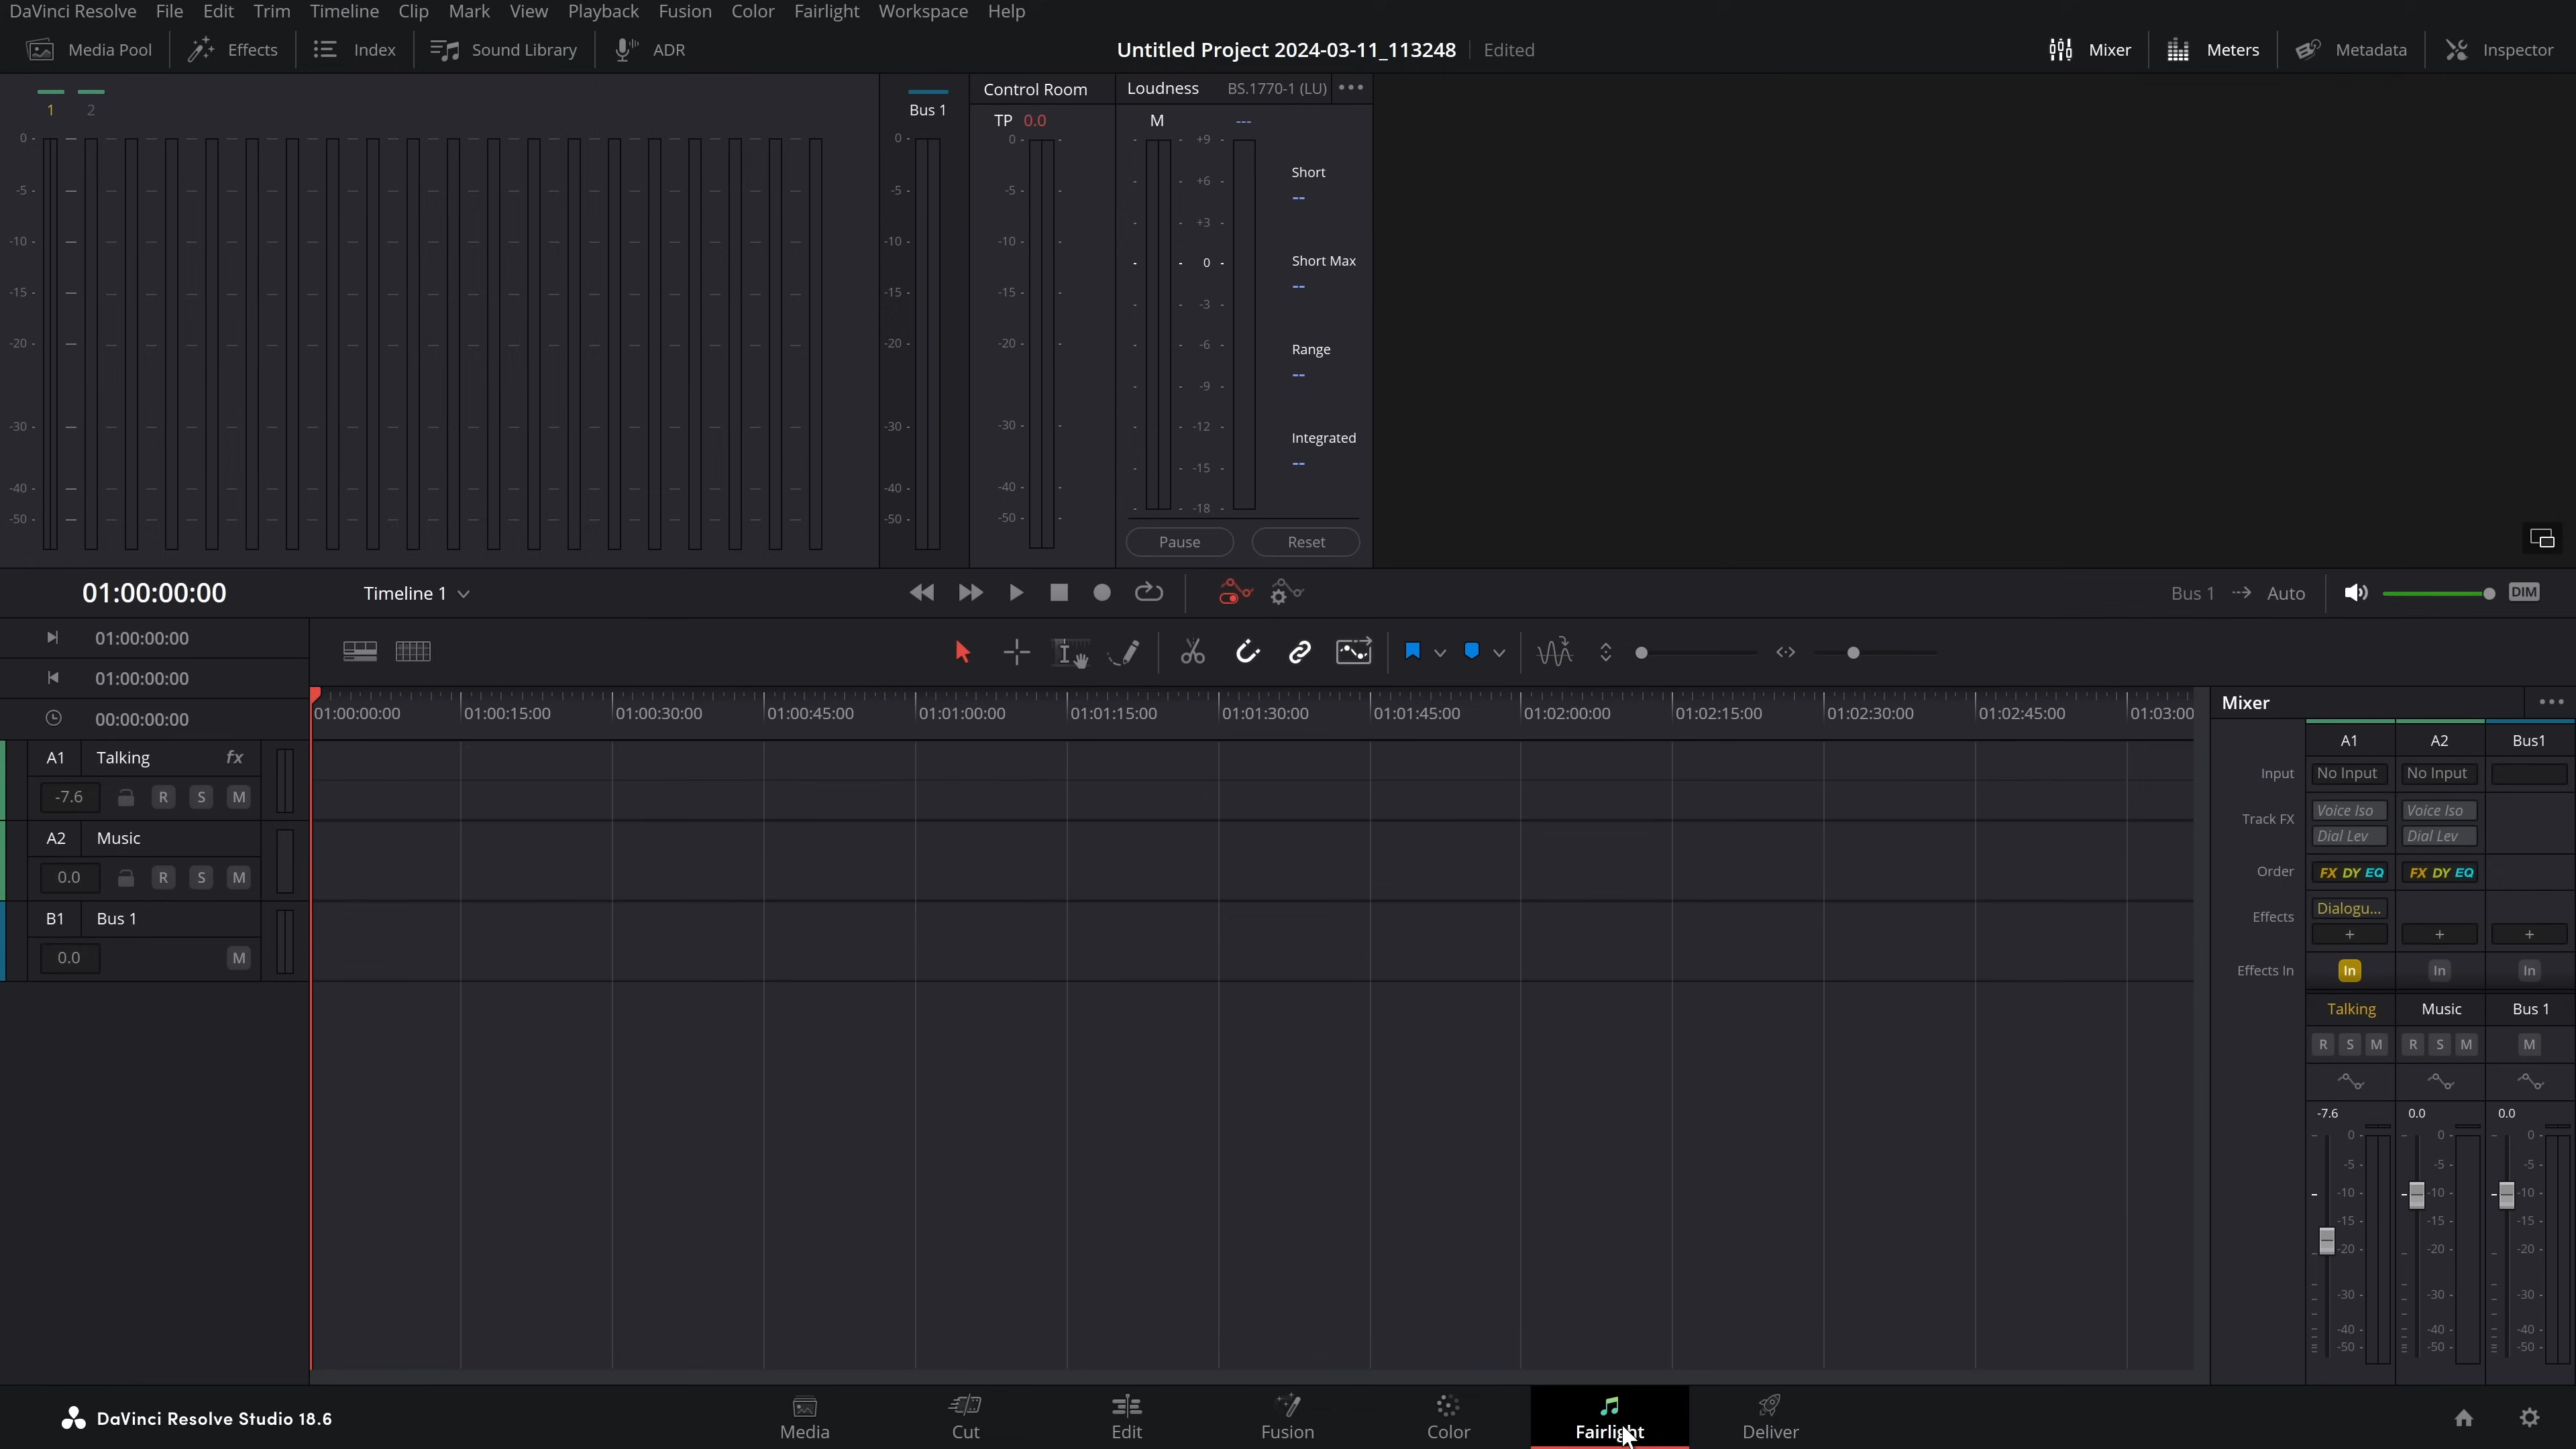 DaVinci Resolve File Edit Trim Timeline Clip Mark View Playback Fusion Color Fairlight Workspace Help
Media Pool Effects Index Sound Library ADR Untitled Project 2024-03-11_113248 Edited Mixer Meters Metadata Inspector
1 2 Bus 1 Control Room Loudness BS.1770-1 (LU)
TP 0.0 M ---
0 - 0 - 0 - +9
-5 - -5 - -5 - +6 Short --
-10 - -10 - -10 - +3
0 Short Max --
-15 - -15 - -15 - -3
-20 - -20 - -20 - -6 Range --
-9
-30 - -30 - -30 - -12 Integrated --
-15
-40 - -40 - -40 - -18
-50 - -50 - -50 -
Pause Reset
01:00:00:00 Timeline 1 Bus 1 Auto DIM
01:00:00:00
01:00:00:00
00:00:00:00
01:00:00:00 01:00:15:00 01:00:30:00 01:00:45:00 01:01:00:00 01:01:15:00 01:01:30:00 01:01:45:00 01:02:00:00 01:02:15:00 01:02:30:00 01:02:45:00 01:03:00
A1 Talking fx
-7.6 R S M
A2 Music
0.0 R S M
B1 Bus 1
0.0 M
Mixer
A1 A2 Bus1
Input No Input No Input
Track FX Voice Iso Voice Iso
Dial Lev Dial Lev
Order FX DY EQ FX DY EQ
Effects Dialogu...
+ + +
Effects In In In In
Talking Music Bus 1
R S M R S M M
-7.6 0.0 0.0
0 - 0 - 0 -
-5 - -5 - -5 -
-10 - -10 - -10 -
-15 - -15 - -15 -
-20 - -20 - -20 -
-30 - -30 - -30 -
-40 - -40 - -40 -
-50 - -50 - -50 -
DaVinci Resolve Studio 18.6 Media Cut Edit Fusion Color Fairlight Deliver